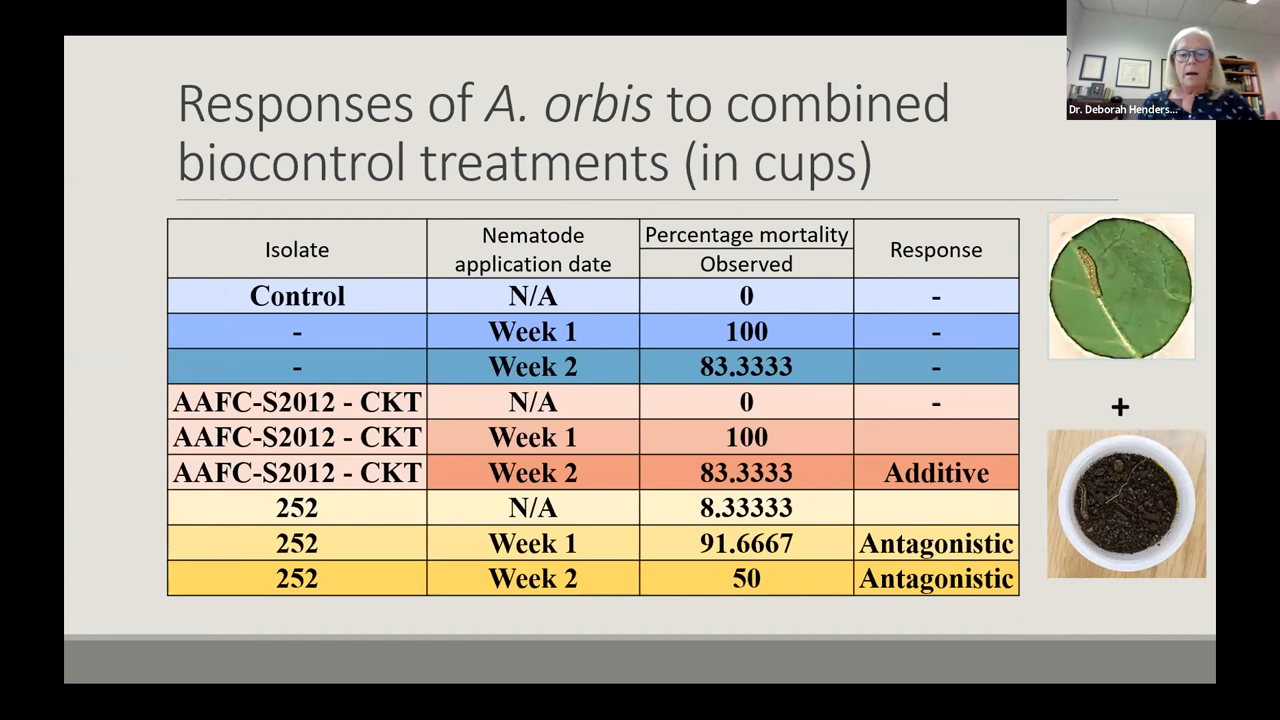 Dr. Deborah Henders...
Responses of A. orbis to combined
biocontrol treatments (in cups)
Isolate | Nematode application date | Percentage mortality Observed | Response
Control | N/A | 0 | -
- | Week 1 | 100 | -
- | Week 2 | 83.3333 | -
AAFC-S2012 - CKT | N/A | 0 | -
AAFC-S2012 - CKT | Week 1 | 100 |
AAFC-S2012 - CKT | Week 2 | 83.3333 | Additive
252 | N/A | 8.33333 |
252 | Week 1 | 91.6667 | Antagonistic
252 | Week 2 | 50 | Antagonistic
+